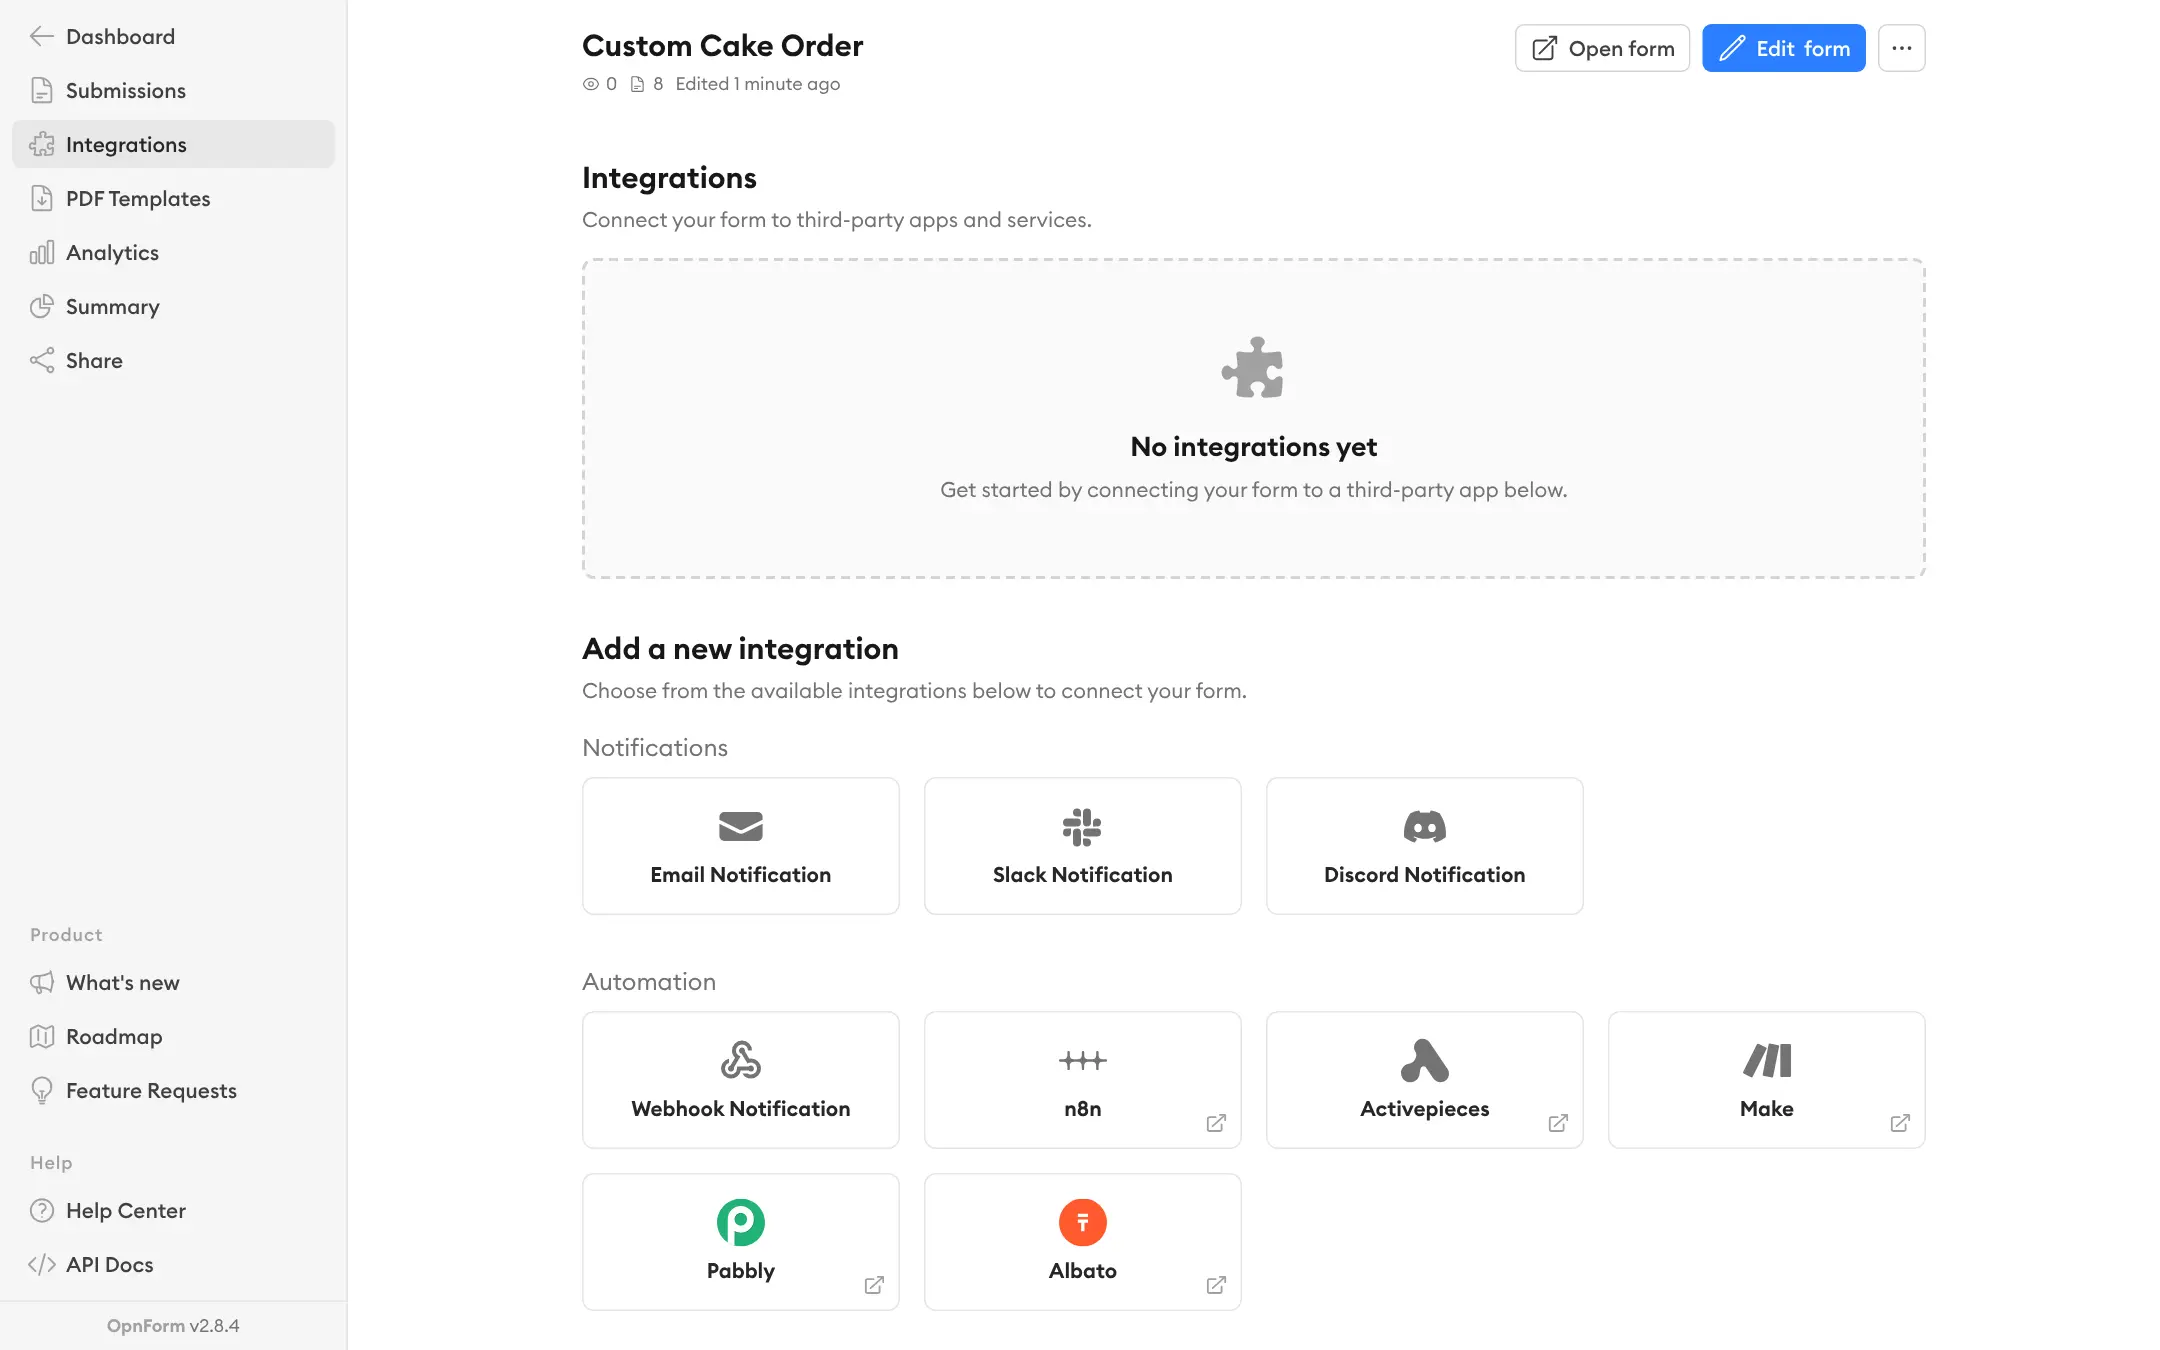 Dashboard
Submissions
Integrations
PDF Templates
Analytics
Summary
Share
Product
What's new
Roadmap
Feature Requests
Help
Help Center
API Docs
OpnForm v2.8.4
Custom Cake Order
0 8 Edited 1 minute ago
Open form
Edit form
Integrations
Connect your form to third-party apps and services.
No integrations yet
Get started by connecting your form to a third-party app below.
Add a new integration
Choose from the available integrations below to connect your form.
Notifications
Email Notification
Slack Notification
Discord Notification
Automation
Webhook Notification
n8n
Activepieces
Make
Pabbly
Albato